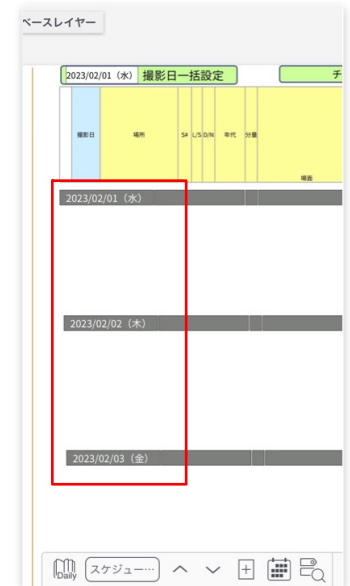 ベースレイヤー
2023/02/01（水） 撮影日一括設定 チ
撮影日 場所 S# L/S D/N 年代 分量 場面
2023/02/01（水）
2023/02/02（木）
2023/02/03（金）
Daily スケジュー…